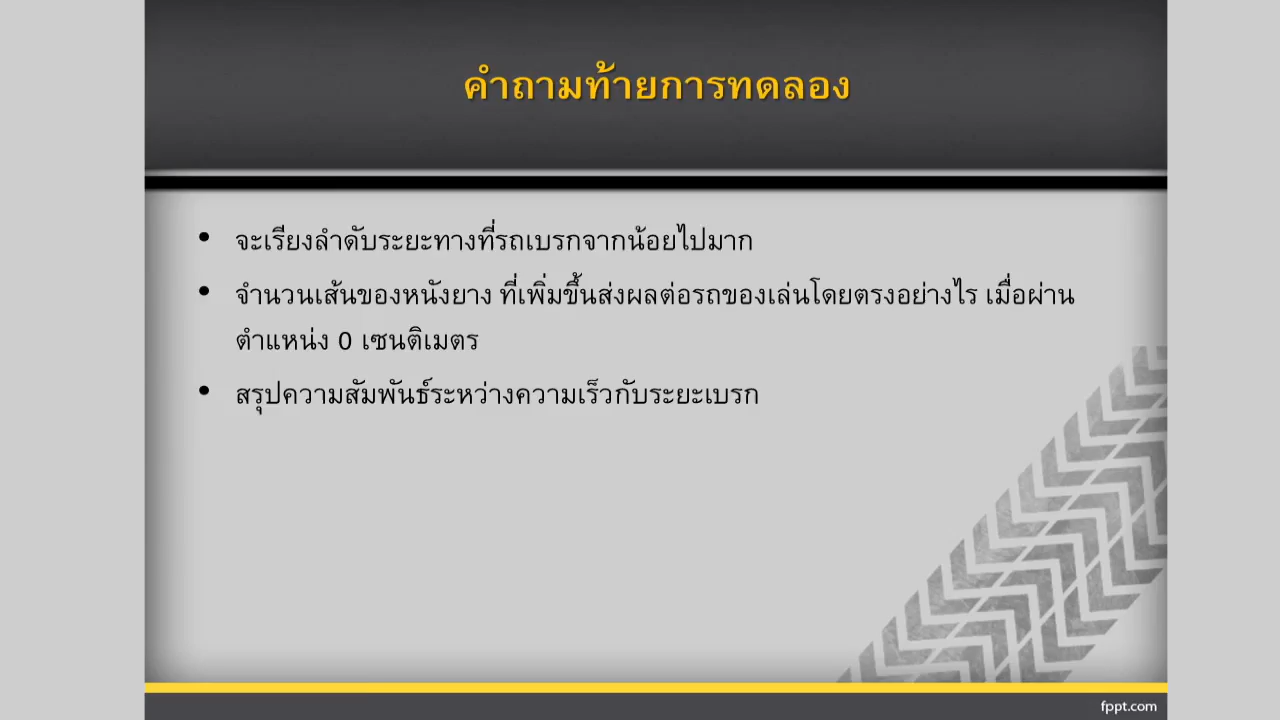 คำถามท้ายการทดลอง
• จะเรียงลำดับระยะทางที่รถเบรกจากน้อยไปมาก
• จำนวนเส้นของหนังยาง ที่เพิ่มขึ้นส่งผลต่อรถของเล่นโดยตรงอย่างไร เมื่อผ่าน
ตำแหน่ง 0 เซนติเมตร
• สรุปความสัมพันธ์ระหว่างความเร็วกับระยะเบรก
fppt.com